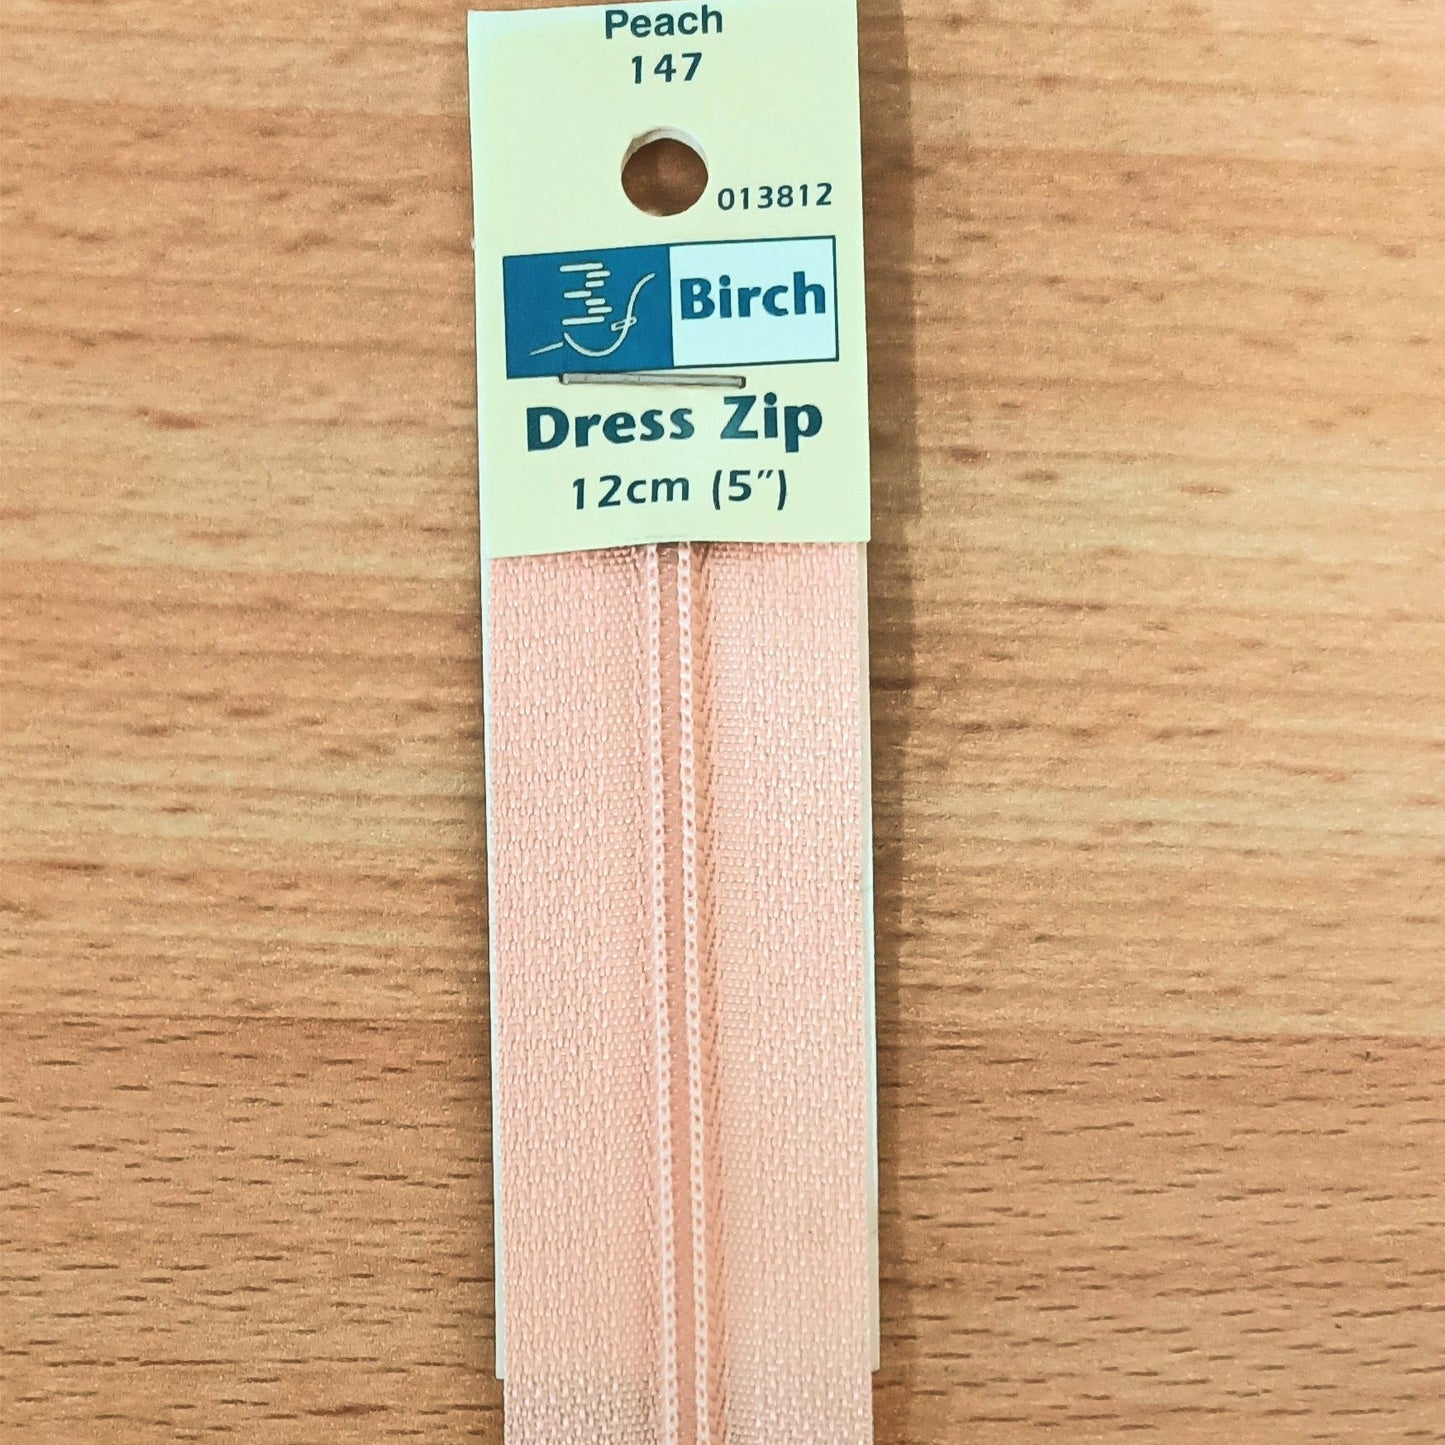 Peach
147
013812
Birch
Dress Zip
12cm (5″)